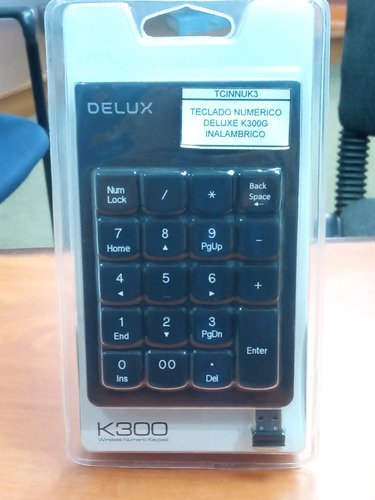 DELUX
TCINNUK3
TECLADO NUMERICO
DELUXE K300G
INALAMBRICO
Num / * Back
Lock Space
←
7 8 9 -
Home ▲ PgUp
4 5 6 +
◄ _ ►
1 2 3
End ▼ PgDn
Enter
0 00 .
Ins Del
K300
Wireless Numeric Keypad